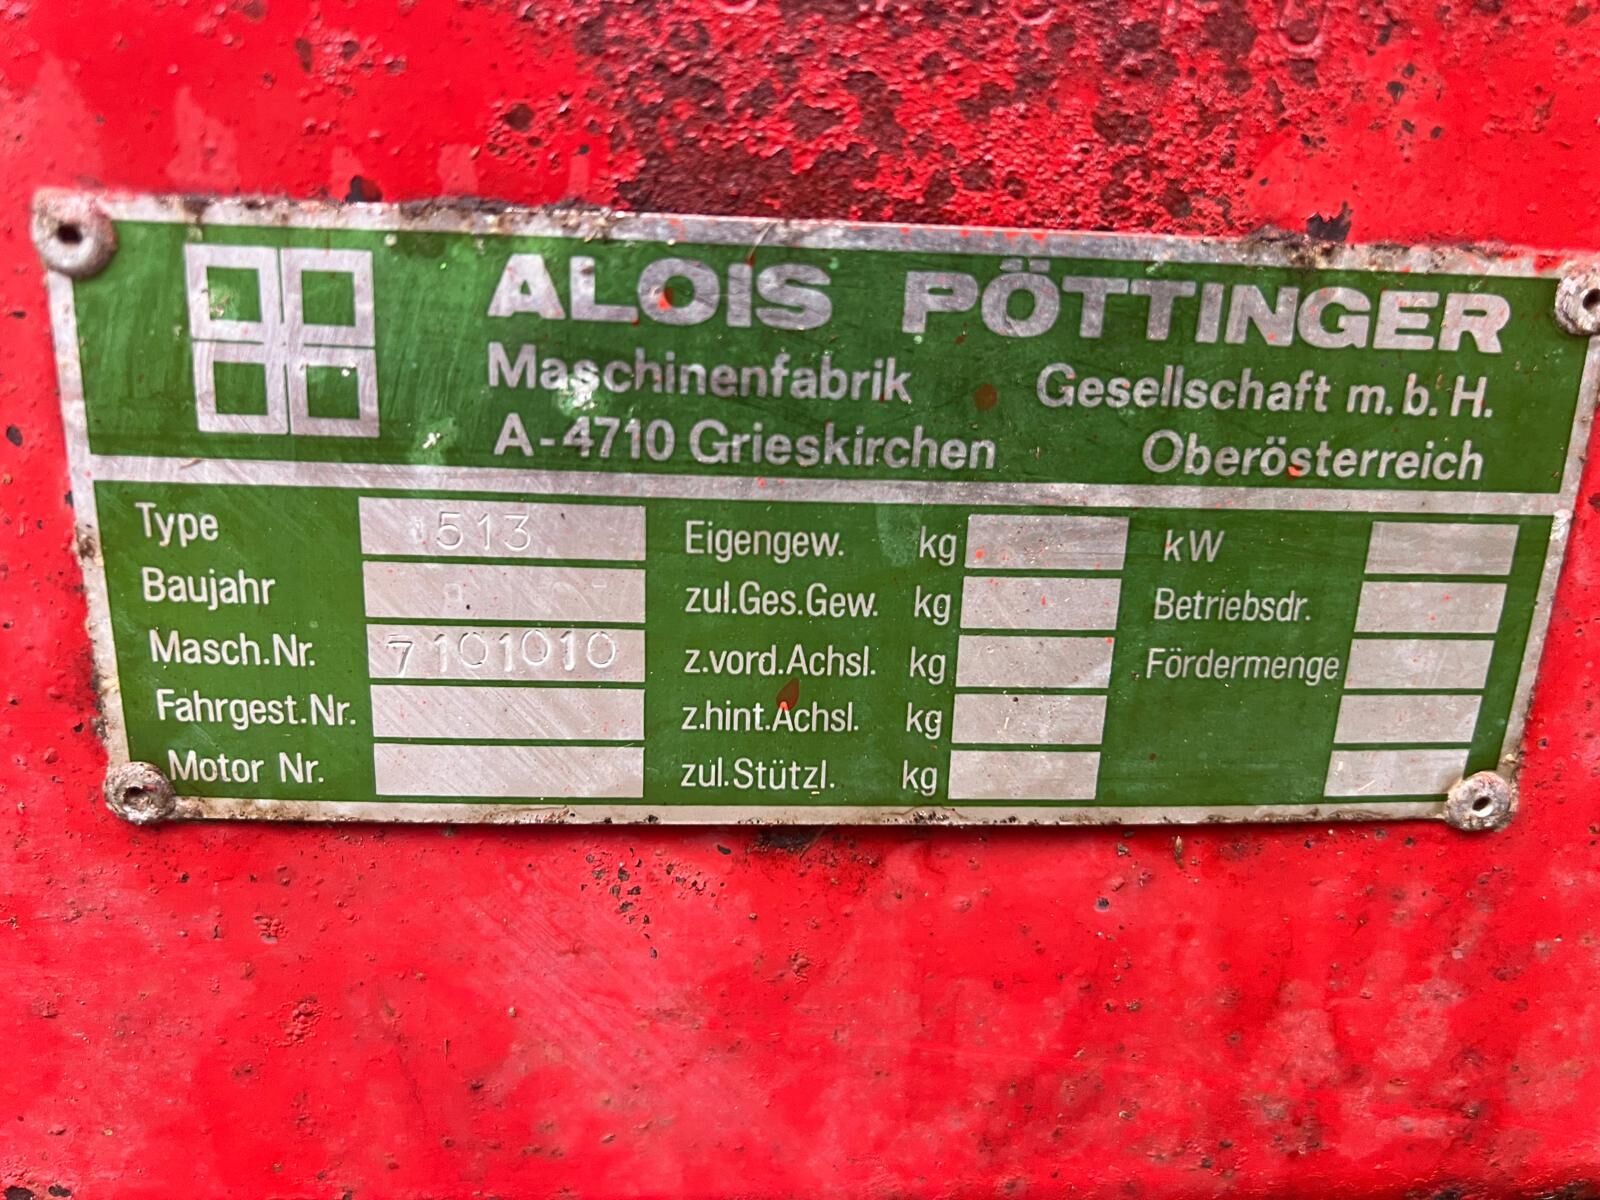 ALOIS PÖTTINGER
Maschinenfabrik Gesellschaft m.b.H.
A-4710 Grieskirchen Oberösterreich
Type 513 Eigengew. kg kW
Baujahr zul.Ges.Gew. kg Betriebsdr.
Masch.Nr. 7101010 z.vord.Achsl. kg Fördermenge
Fahrgest.Nr. z.hint.Achsl. kg
Motor Nr. zul.Stützl. kg